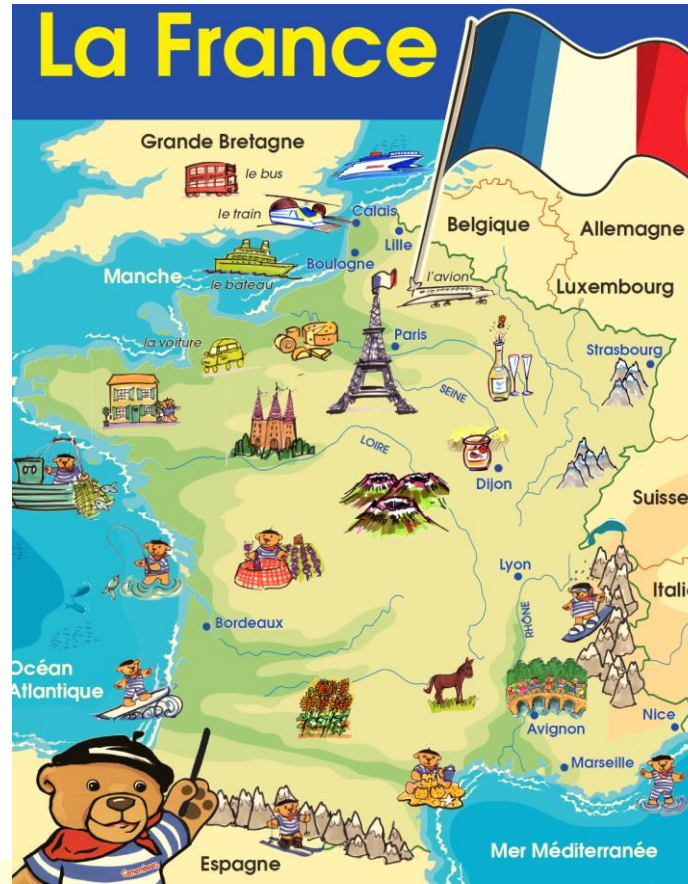 La France
Grande Bretagne
le bus
le train
Calais
Lille
Belgique
Allemagne
Boulogne
Manche
le bateau
l'avion
Luxembourg
la voiture
Paris
Strasbourg
SEINE
LOIRE
Dijon
Suisse
Lyon
Italie
RHÔNE
Bordeaux
Océan
Atlantique
Avignon
Nice
Marseille
Espagne
Mer Méditerranée